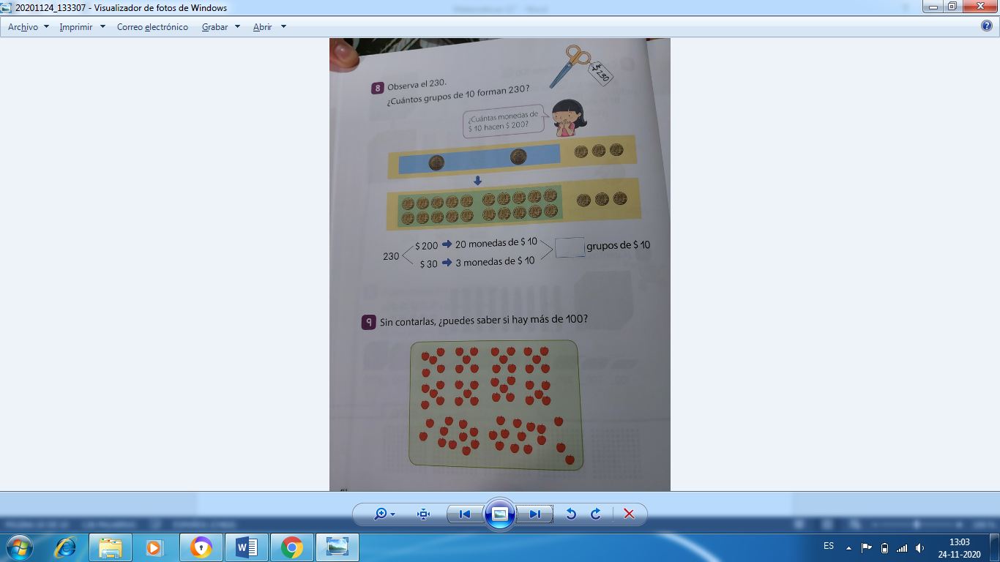 20201124_133307 - Visualizador de fotos de Windows
Archivo Imprimir Correo electrónico Grabar Abrir
$230
8 Observa el 230.
¿Cuántos grupos de 10 forman 230?
¿Cuántas monedas de
$ 10 hacen $ 200?
230
$ 200 20 monedas de $ 10
$ 30 3 monedas de $ 10
grupos de $ 10
9 Sin contarlas, ¿puedes saber si hay más de 100?
ES
13:03
24-11-2020